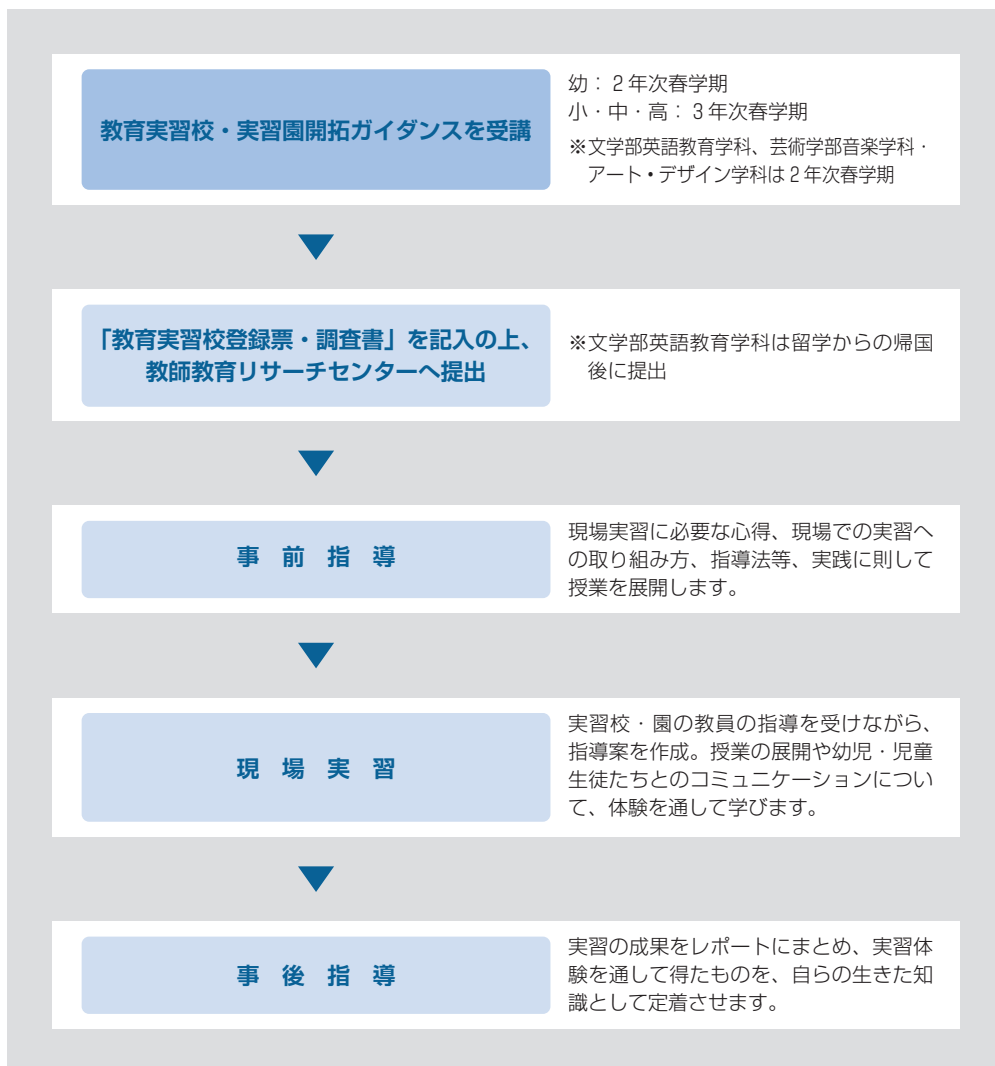 教育実習校・実習園開拓ガイダンスを受講
幼：2年次春学期
小・中・高：3年次春学期
※文学部英語教育学科、芸術学部音楽学科・
アート・デザイン学科は2年次春学期
「教育実習校登録票・調査書」を記入の上、
教師教育リサーチセンターへ提出
※文学部英語教育学科は留学からの帰国
後に提出
事 前 指 導
現場実習に必要な心得、現場での実習へ
の取り組み方、指導法等、実践に則して
授業を展開します。
現 場 実 習
実習校・園の教員の指導を受けながら、
指導案を作成。授業の展開や幼児・児童
生徒たちとのコミュニケーションについ
て、体験を通して学びます。
事 後 指 導
実習の成果をレポートにまとめ、実習体
験を通して得たものを、自らの生きた知
識として定着させます。